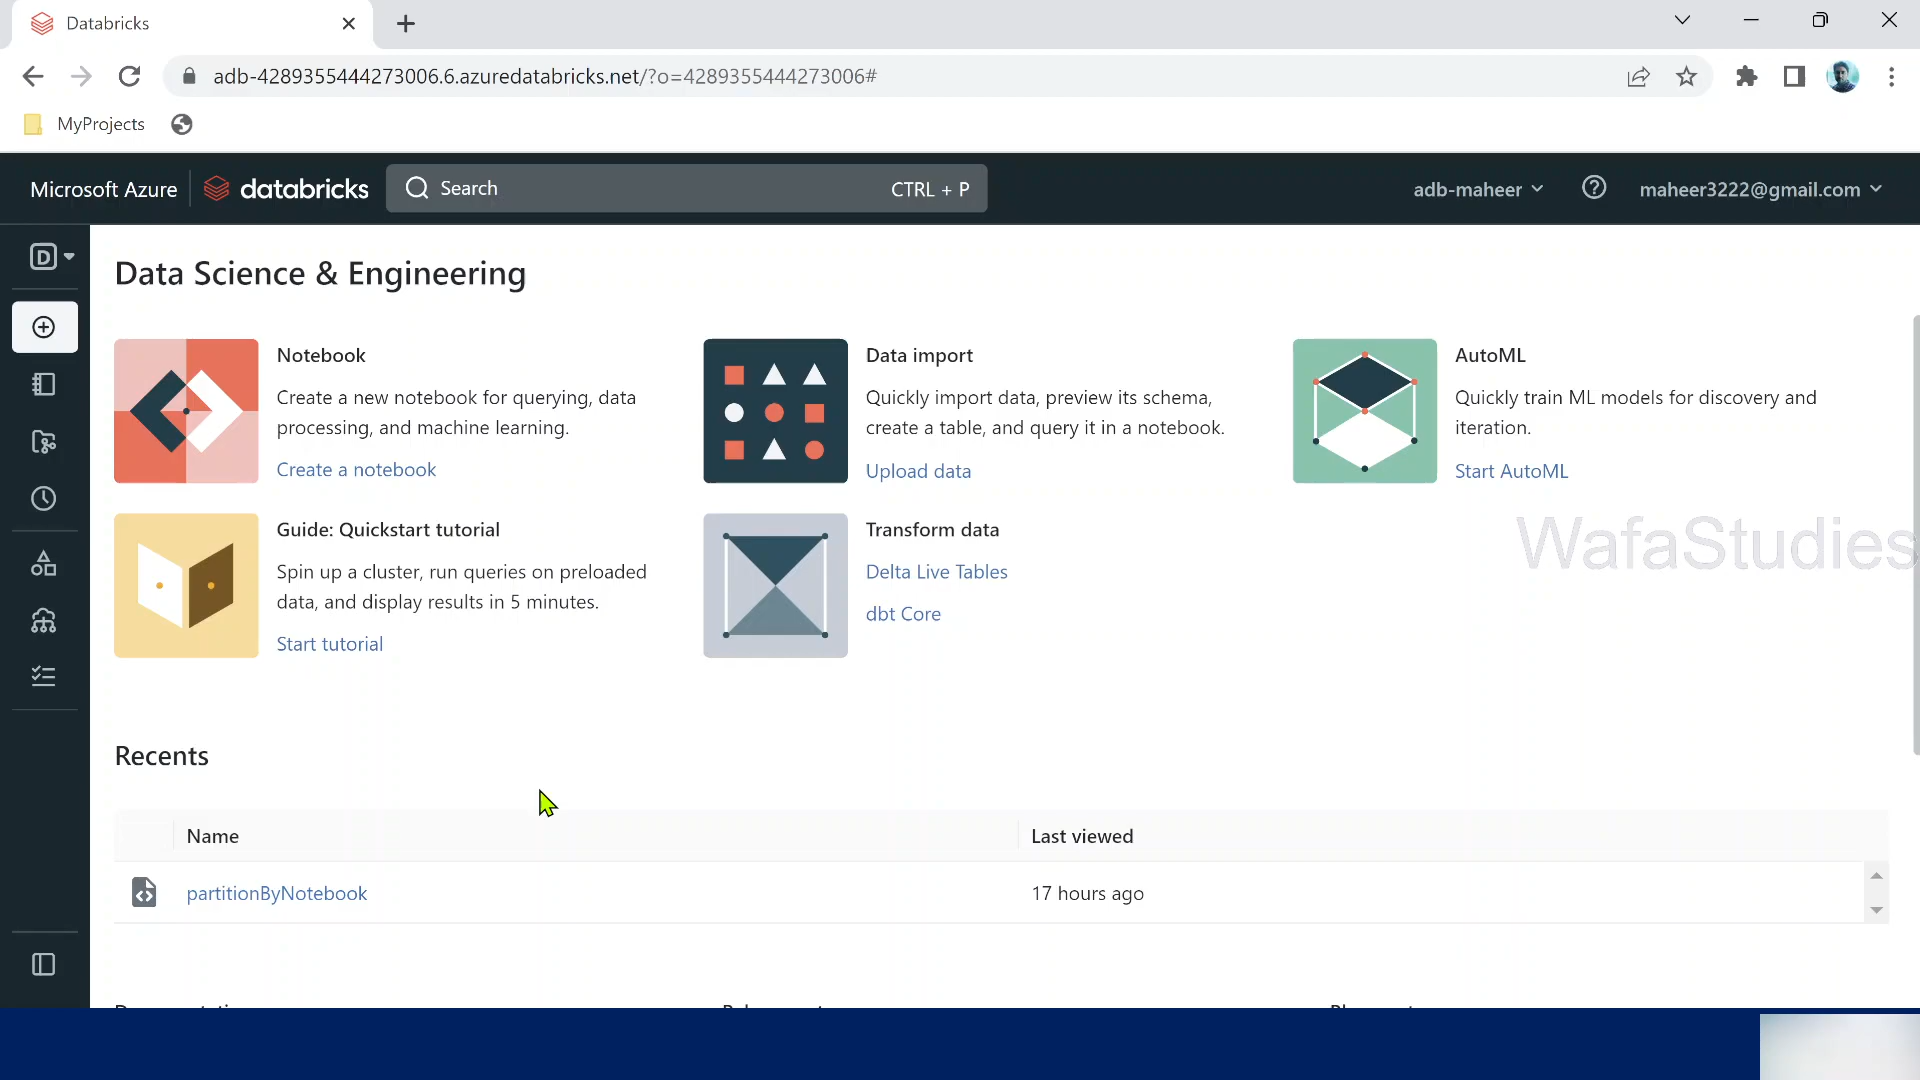 Databricks
adb-4289355444273006.6.azuredatabricks.net/?o=4289355444273006#
MyProjects
Microsoft Azure databricks Search CTRL + P adb-maheer maheer3222@gmail.com
D
Data Science & Engineering
Notebook
Create a new notebook for querying, data
processing, and machine learning.
Create a notebook
Data import
Quickly import data, preview its schema,
create a table, and query it in a notebook.
Upload data
AutoML
Quickly train ML models for discovery and
iteration.
Start AutoML
Guide: Quickstart tutorial
Spin up a cluster, run queries on preloaded
data, and display results in 5 minutes.
Start tutorial
Transform data
Delta Live Tables
dbt Core
WafaStudies
Recents
Name Last viewed
partitionByNotebook 17 hours ago